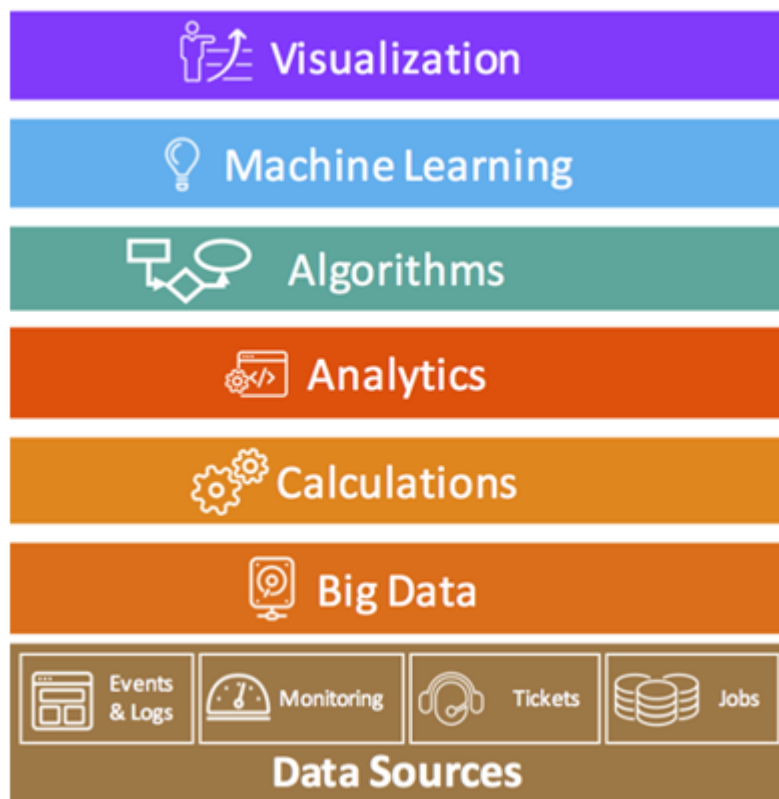 Visualization
Machine Learning
Algorithms
Analytics
Calculations
Big Data
Events
& Logs
Monitoring
Tickets
Jobs
Data Sources